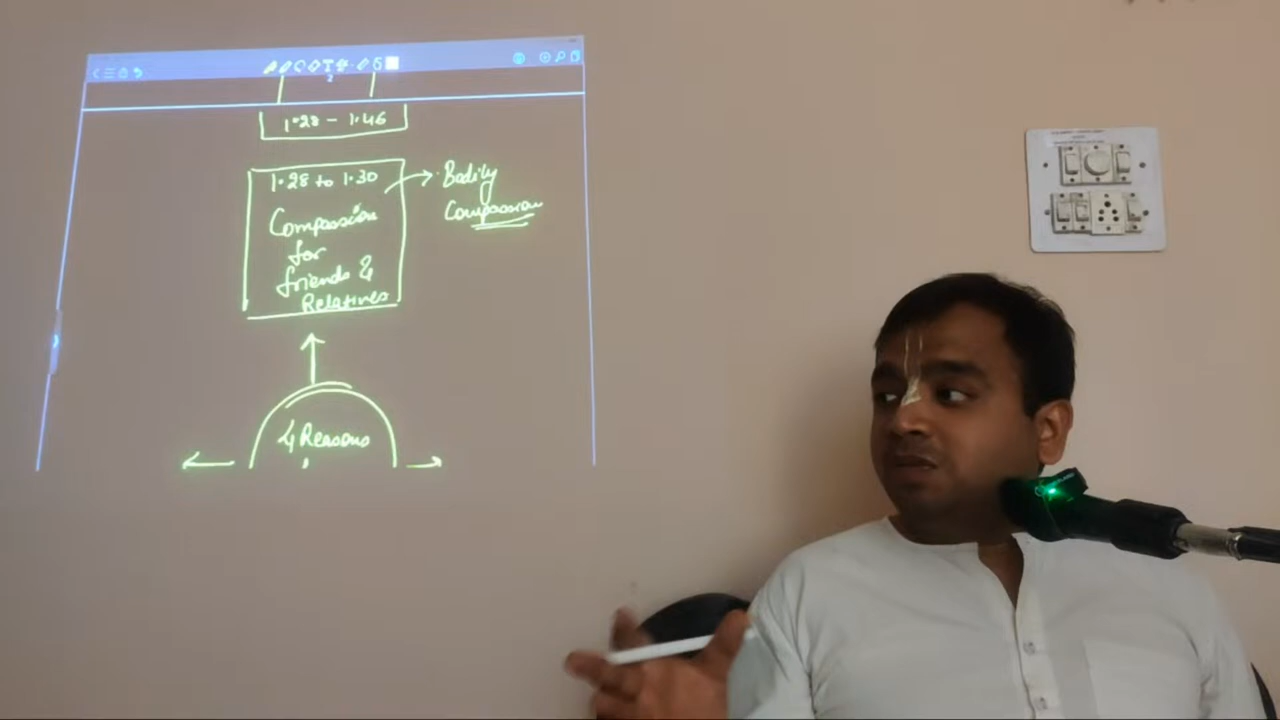 1.28 - 1.46
1.28 to 1.30
Compassion
for
friends &
Relatives
Bodily
Compassion
4 Reasons